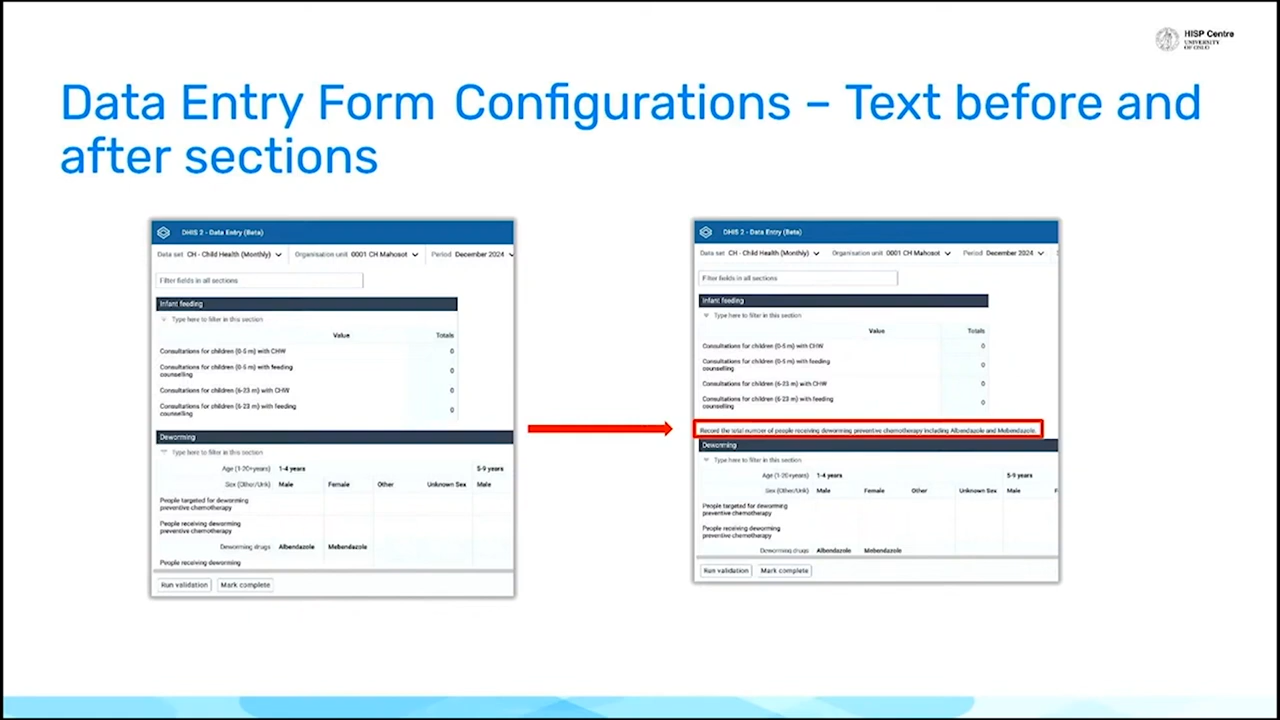 HISP Centre
UNIVERSITY
OF OSLO
Data Entry Form Configurations – Text before and
after sections
DHIS 2 - Data Entry (Beta)
Data set CH - Child Health (Monthly) Organisation unit 0001 CH Mahosot Period December 2024
Filter fields in all sections
Infant feeding
Type here to filter in this section
Value Totals
Consultations for children (0-5 m) with CHW 0
Consultations for children (0-5 m) with feeding
counselling 0
Consultations for children (6-23 m) with CHW 0
Consultations for children (6-23 m) with feeding
counselling 0
Deworming
Type here to filter in this section
Age (1-20+years) 1-4 years 5-9 years
Sex (Other/Unk) Male Female Other Unknown Sex Male
People targeted for deworming
preventive chemotherapy
People receiving deworming
preventive chemotherapy
Deworming drugs Albendazole Mebendazole
People receiving deworming
Run validation Mark complete
DHIS 2 - Data Entry (Beta)
Data set CH - Child Health (Monthly) Organisation unit 0001 CH Mahosot Period December 2024
Filter fields in all sections
Infant feeding
Type here to filter in this section
Value Totals
Consultations for children (0-5 m) with CHW 0
Consultations for children (0-5 m) with feeding
counselling 0
Consultations for children (6-23 m) with CHW 0
Consultations for children (6-23 m) with feeding
counselling 0
Record the total number of people receiving deworming preventive chemotherapy including Albendazole and Mebendazole.
Deworming
Type here to filter in this section
Age (1-20+years) 1-4 years 5-9 years
Sex (Other/Unk) Male Female Other Unknown Sex Male F
People targeted for deworming
preventive chemotherapy
People receiving deworming
preventive chemotherapy
Deworming drugs Albendazole Mebendazole
Run validation Mark complete